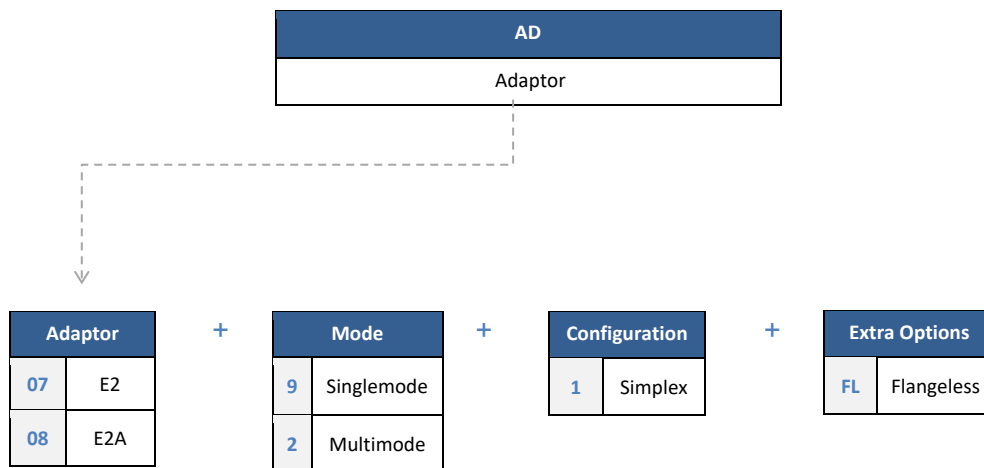 AD
Adaptor
Adaptor + Mode + Configuration + Extra Options
07 E2 9 Singlemode 1 Simplex FL Flangeless
08 E2A 2 Multimode